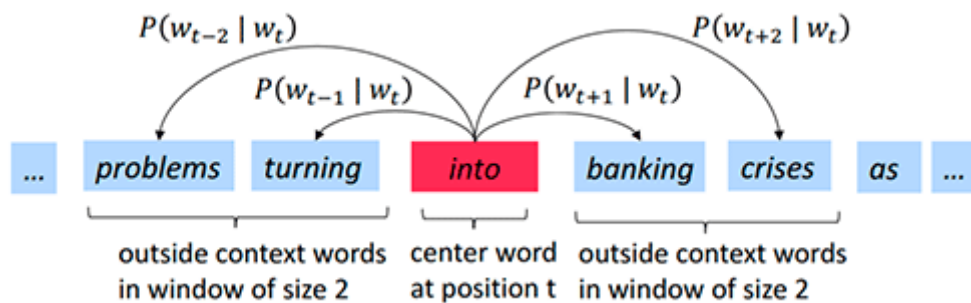 P(w_{t−2} | w_t)
P(w_{t+2} | w_t)
P(w_{t−1} | w_t)
P(w_{t+1} | w_t)
... problems turning into banking crises as ...
outside context words
in window of size 2
center word
at position t
outside context words
in window of size 2